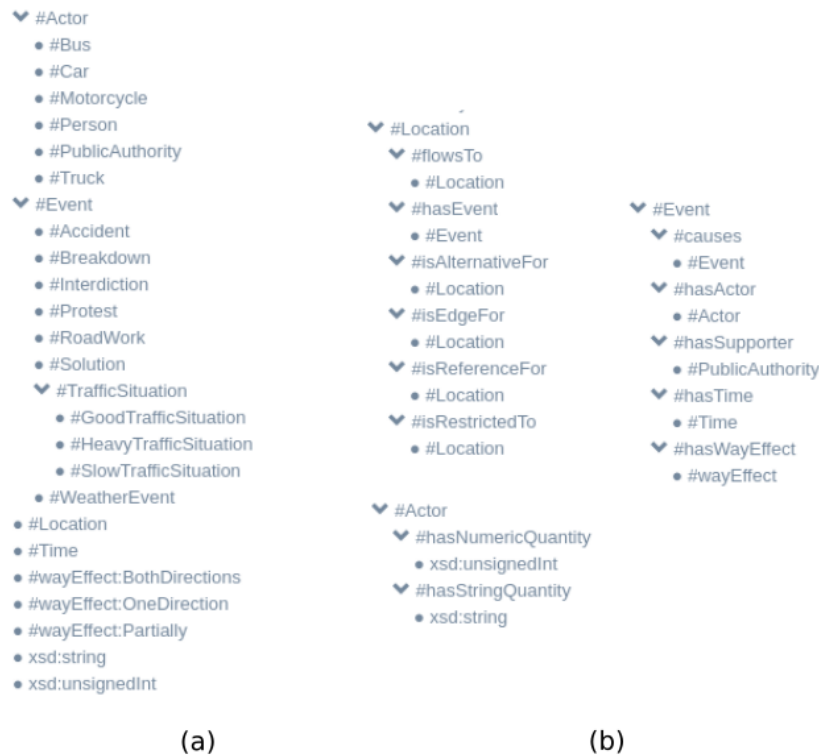 #Actor
#Bus
#Car
#Motorcycle
#Person
#PublicAuthority
#Truck
#Event
#Accident
#Breakdown
#Interdiction
#Protest
#RoadWork
#Solution
#TrafficSituation
#GoodTrafficSituation
#HeavyTrafficSituation
#SlowTrafficSituation
#WeatherEvent
#Location
#Time
#wayEffect:BothDirections
#wayEffect:OneDirection
#wayEffect:Partially
xsd:string
xsd:unsignedInt
(a)
#Location
#flowsTo
#Location
#hasEvent
#Event
#isAlternativeFor
#Location
#isEdgeFor
#Location
#isReferenceFor
#Location
#isRestrictedTo
#Location
#Actor
#hasNumericQuantity
xsd:unsignedInt
#hasStringQuantity
xsd:string
#Event
#causes
#Event
#hasActor
#Actor
#hasSupporter
#PublicAuthority
#hasTime
#Time
#hasWayEffect
#wayEffect
(b)